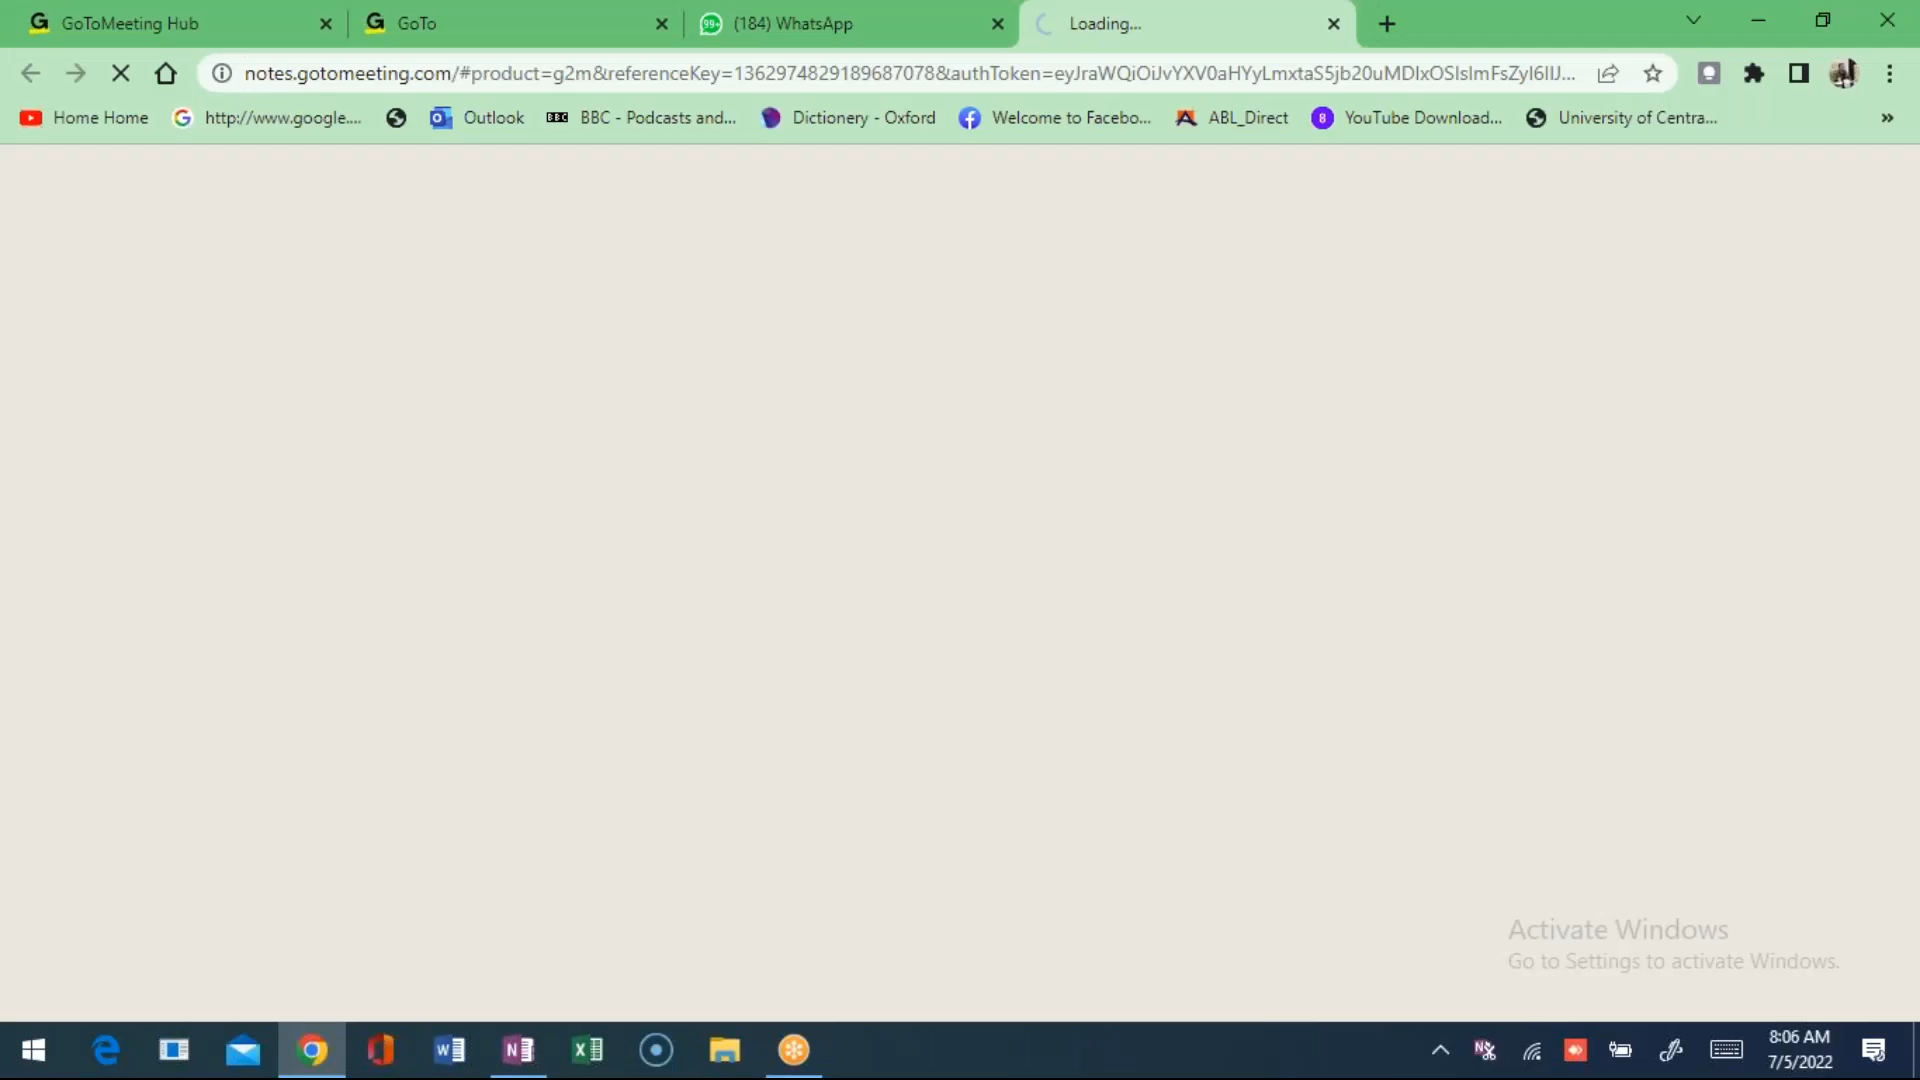 GoToMeeting Hub
GoTo
(184) WhatsApp
Loading...
notes.gotomeeting.com/#product=g2m&referenceKey=1362974829189687078&authToken=
Home Home
http://www.google....
Outlook
BBC BBC - Podcasts and...
Dictionery - Oxford
Welcome to Facebo...
ABL_Direct
8 YouTube Download...
University of Centra...
»
Activate Windows
Go to Settings to activate Windows.
8:06 AM
7/5/2022